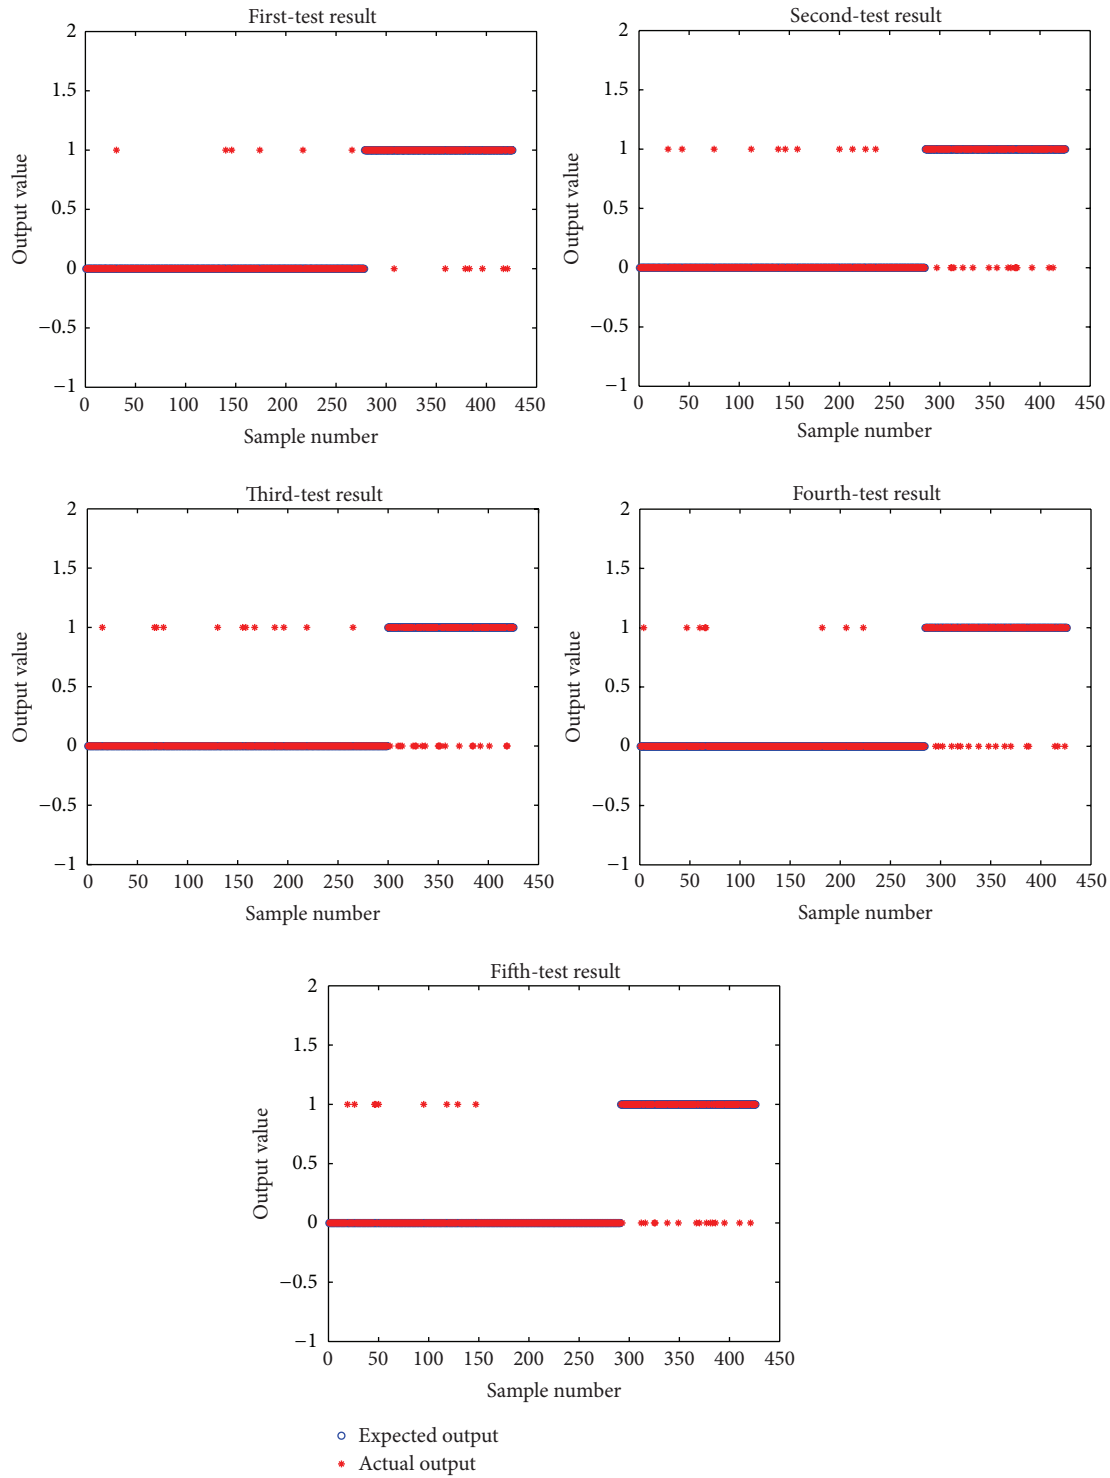 First-test result
2
1.5
1
0.5
0
−0.5
−1
Output value
0 50 100 150 200 250 300 350 400 450
Sample number
Second-test result
2
1.5
1
0.5
0
−0.5
−1
Output value
0 50 100 150 200 250 300 350 400 450
Sample number
Third-test result
2
1.5
1
0.5
0
−0.5
−1
Output value
0 50 100 150 200 250 300 350 400 450
Sample number
Fourth-test result
2
1.5
1
0.5
0
−0.5
−1
Output value
0 50 100 150 200 250 300 350 400 450
Sample number
Fifth-test result
2
1.5
1
0.5
0
−0.5
−1
Output value
0 50 100 150 200 250 300 350 400 450
Sample number
Expected output
Actual output